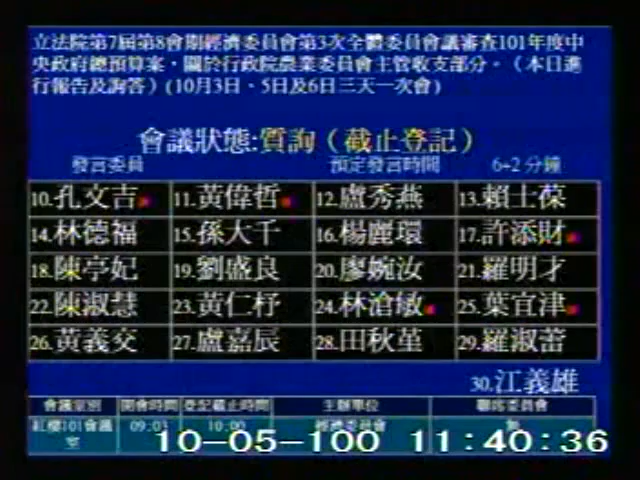 立法院第7屆第8會期經濟委員會第3次全體委員會議審查101年度中
央政府總預算案，關於行政院農業委員會主管收支部分。（本日進
行報告及詢答）(10月3日、5日及6日三天一次會)
會議狀態:質詢（截止登記）
發言委員 預定發言時間 6+2 分鐘
10.孔文吉 11.黃偉哲 12.盧秀燕 13.賴士葆
14.林德福 15.孫大千 16.楊麗環 17.許添財
18.陳亭妃 19.劉盛良 20.廖婉汝 21.羅明才
22.陳淑慧 23.黃仁杼 24.林滄敏 25.葉宜津
26.黃義交 27.盧嘉辰 28.田秋堇 29.羅淑蕾
30.江義雄
會議室別 開會時間 登記截止時間 主辦單位 聯席委員會
紅樓101會議室 09:03 10:00 經濟委員會 無
10-05-100 11:40:36